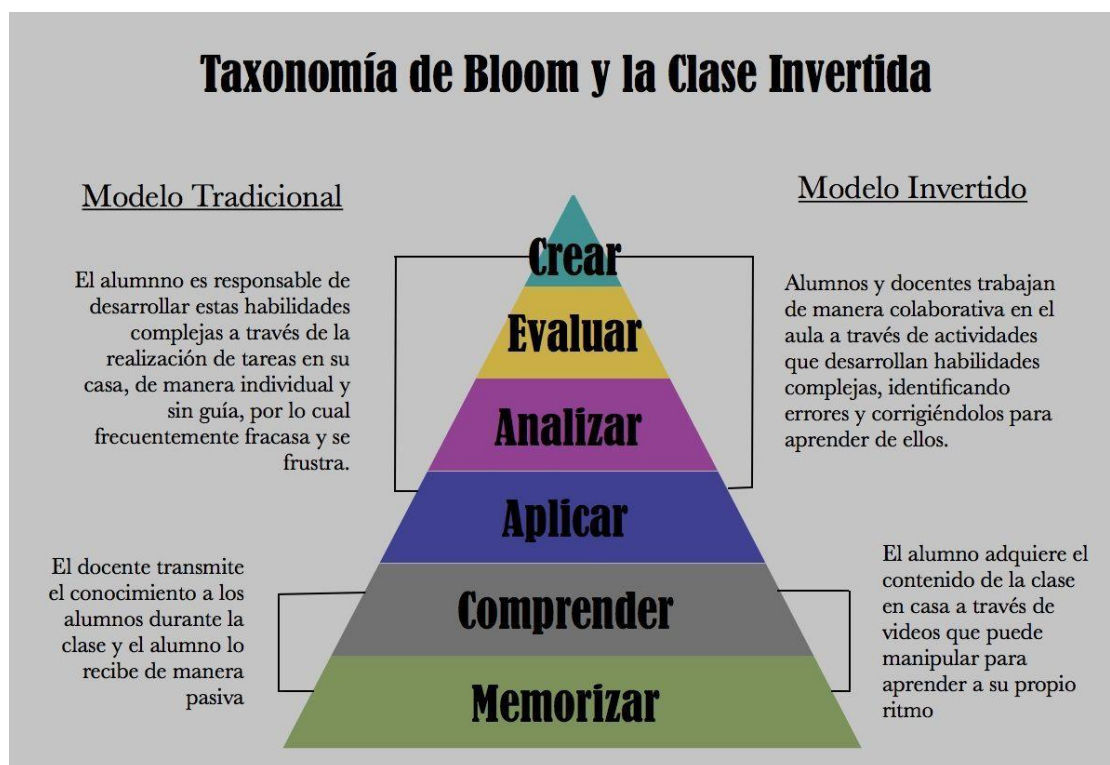 Taxonomía de Bloom y la Clase Invertida
Modelo Tradicional
El alumnno es responsable de
desarrollar estas habilidades
complejas a través de la
realización de tareas en su
casa, de manera individual y
sin guía, por lo cual
frecuentemente fracasa y se
frustra.
El docente transmite
el conocimiento a los
alumnos durante la
clase y el alumno lo
recibe de manera
pasiva
Crear
Evaluar
Analizar
Aplicar
Comprender
Memorizar
Modelo Invertido
Alumnos y docentes trabajan
de manera colaborativa en el
aula a través de actividades
que desarrollan habilidades
complejas, identificando
errores y corrigiéndolos para
aprender de ellos.
El alumno adquiere el
contenido de la clase
en casa a través de
videos que puede
manipular para
aprender a su propio
ritmo